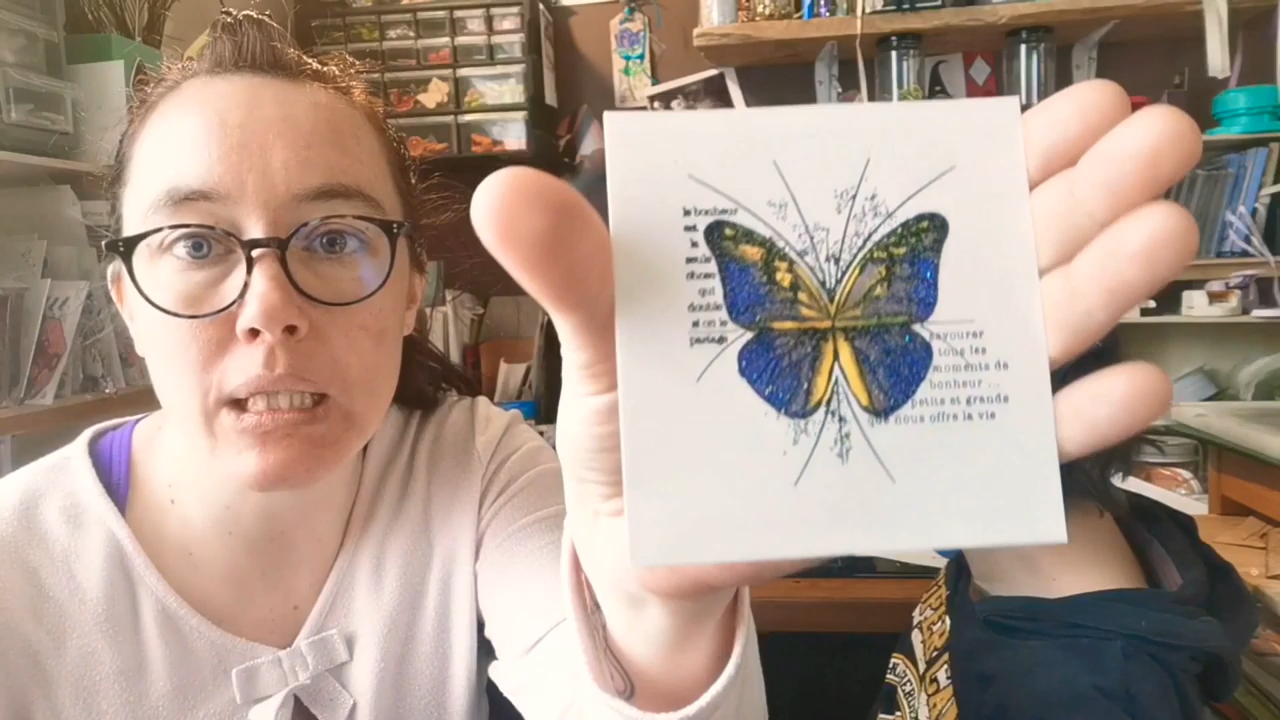 le bonheur
est
la
seule
chose
qui
double
si on le
partage
savourer
tous les
moments de
bonheur ...
petits et grands
que nous offre la vie